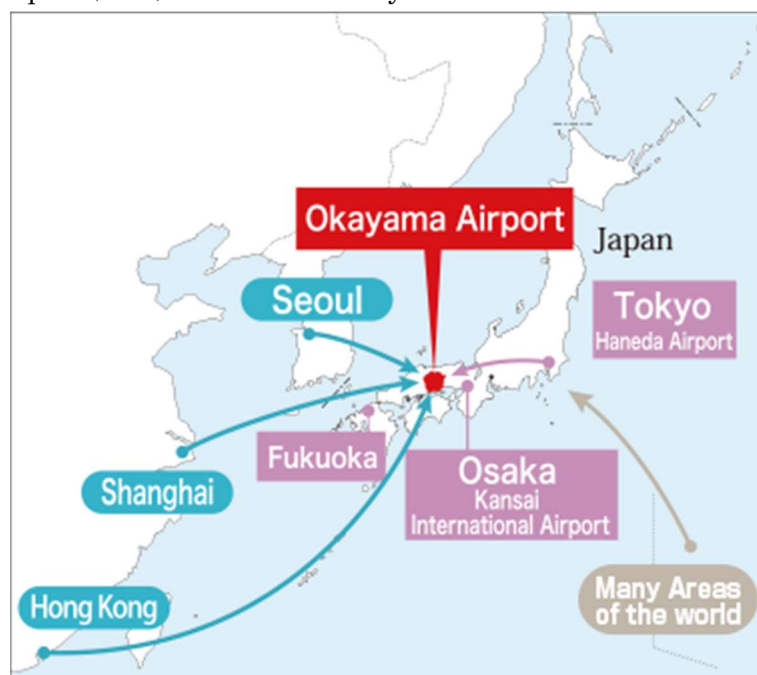 Okayama Airport
Japan
Seoul
Tokyo
Haneda Airport
Fukuoka
Osaka
Kansai
International Airport
Shanghai
Hong Kong
Many Areas
of the world